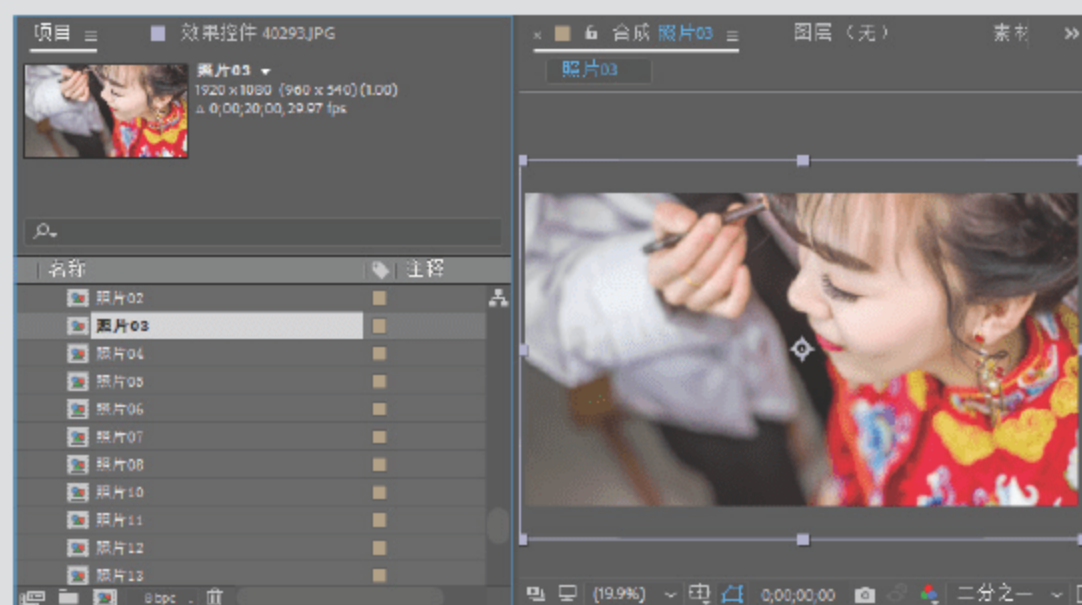 项目
效果控件 40293.JPG
照片03
1920 x 1080 (960 x 540) (1.00)
△ 0;00;20;00, 29.97 fps
名称
注释
照片02
照片03
照片04
照片05
照片06
照片07
照片08
照片10
照片11
照片12
照片13
8 bpc
× 合成 照片03
图层 (无)
素材
照片03
(19.9%)
0;00;00;00
二分之一